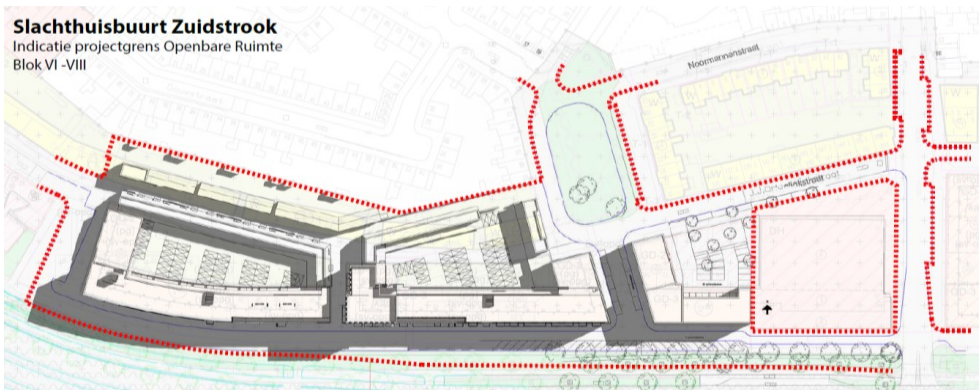 Slachthuisbuurt Zuidstrook
Indicatie projectgrens Openbare Ruimte
Blok VI -VIII
Noormannenstraat